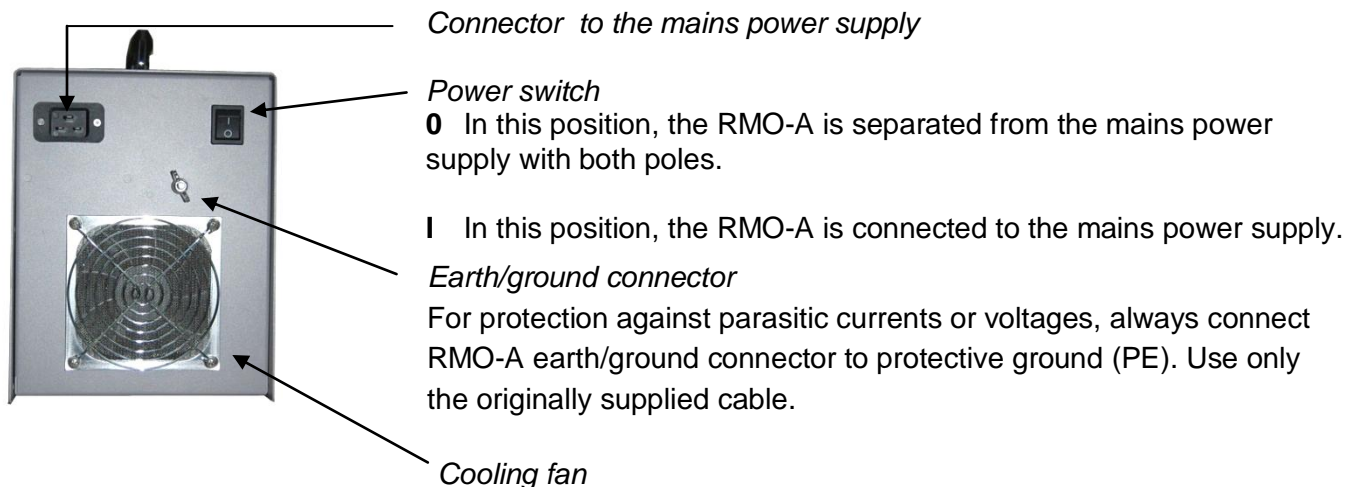 Connector to the mains power supply
Power switch
0 In this position, the RMO-A is separated from the mains power
supply with both poles.
I In this position, the RMO-A is connected to the mains power supply.
Earth/ground connector
For protection against parasitic currents or voltages, always connect
RMO-A earth/ground connector to protective ground (PE). Use only
the originally supplied cable.
Cooling fan